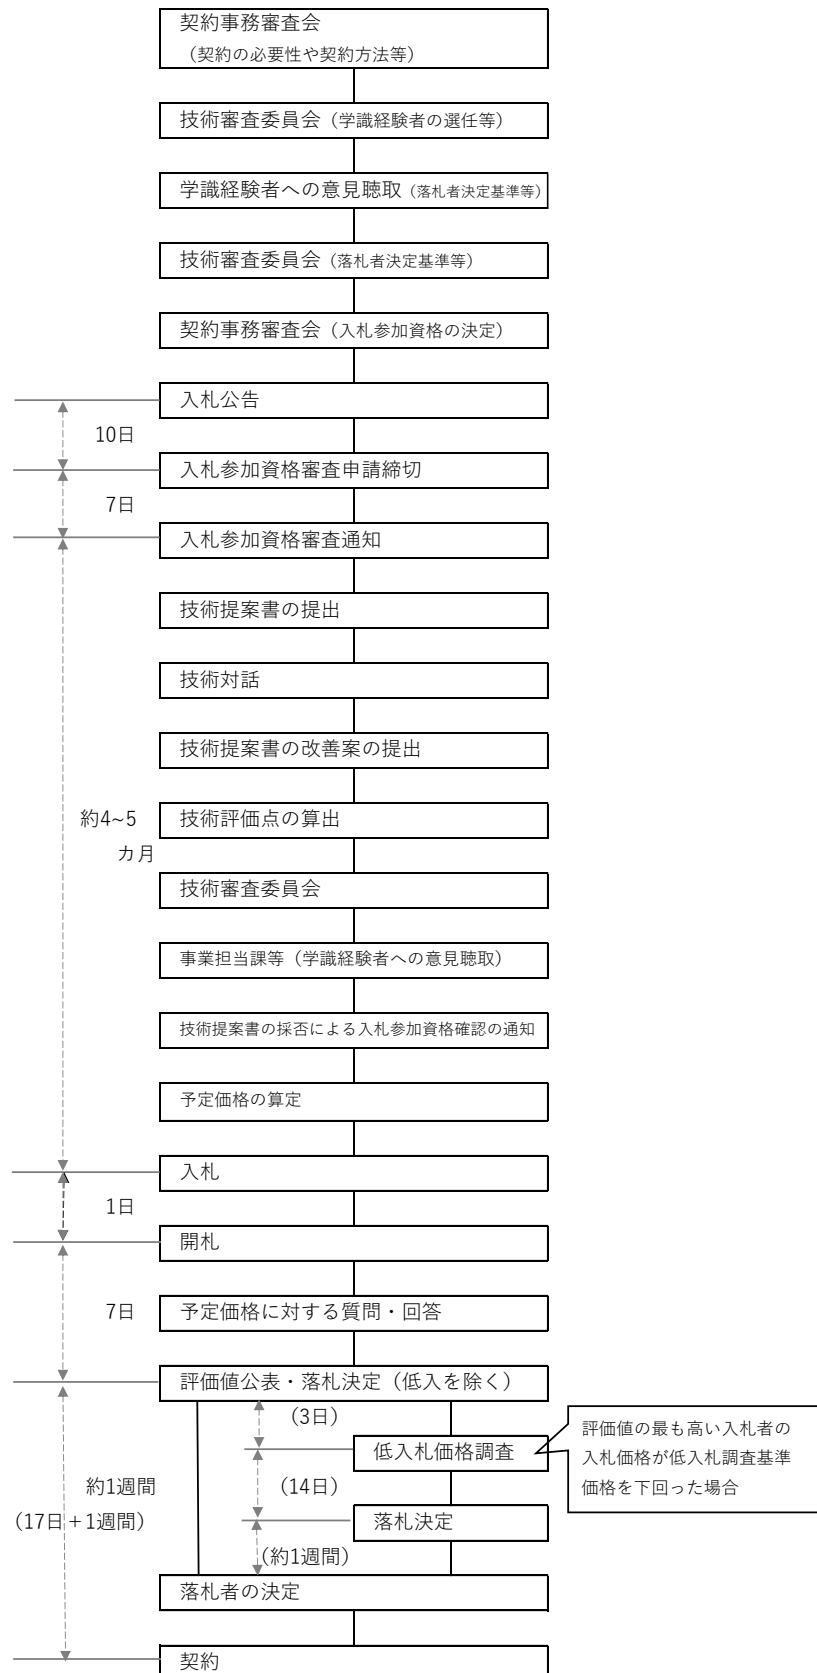 契約事務審査会
（契約の必要性や契約方法等）
技術審査委員会（学識経験者の選任等）
学識経験者への意見聴取（落札者決定基準等）
技術審査委員会（落札者決定基準等）
契約事務審査会（入札参加資格の決定）
入札公告
10日
入札参加資格審査申請締切
7日
入札参加資格審査通知
技術提案書の提出
技術対話
技術提案書の改善案の提出
約4~5
カ月
技術評価点の算出
技術審査委員会
事業担当課等（学識経験者への意見聴取）
技術提案書の採否による入札参加資格確認の通知
予定価格の算定
入札
1日
開札
7日
予定価格に対する質問・回答
評価値公表・落札決定（低入を除く）
（3日）
低入札価格調査
評価値の最も高い入札者の
入札価格が低入札調査基準
価格を下回った場合
（14日）
約1週間
（17日＋1週間）
落札決定
（約1週間）
落札者の決定
契約